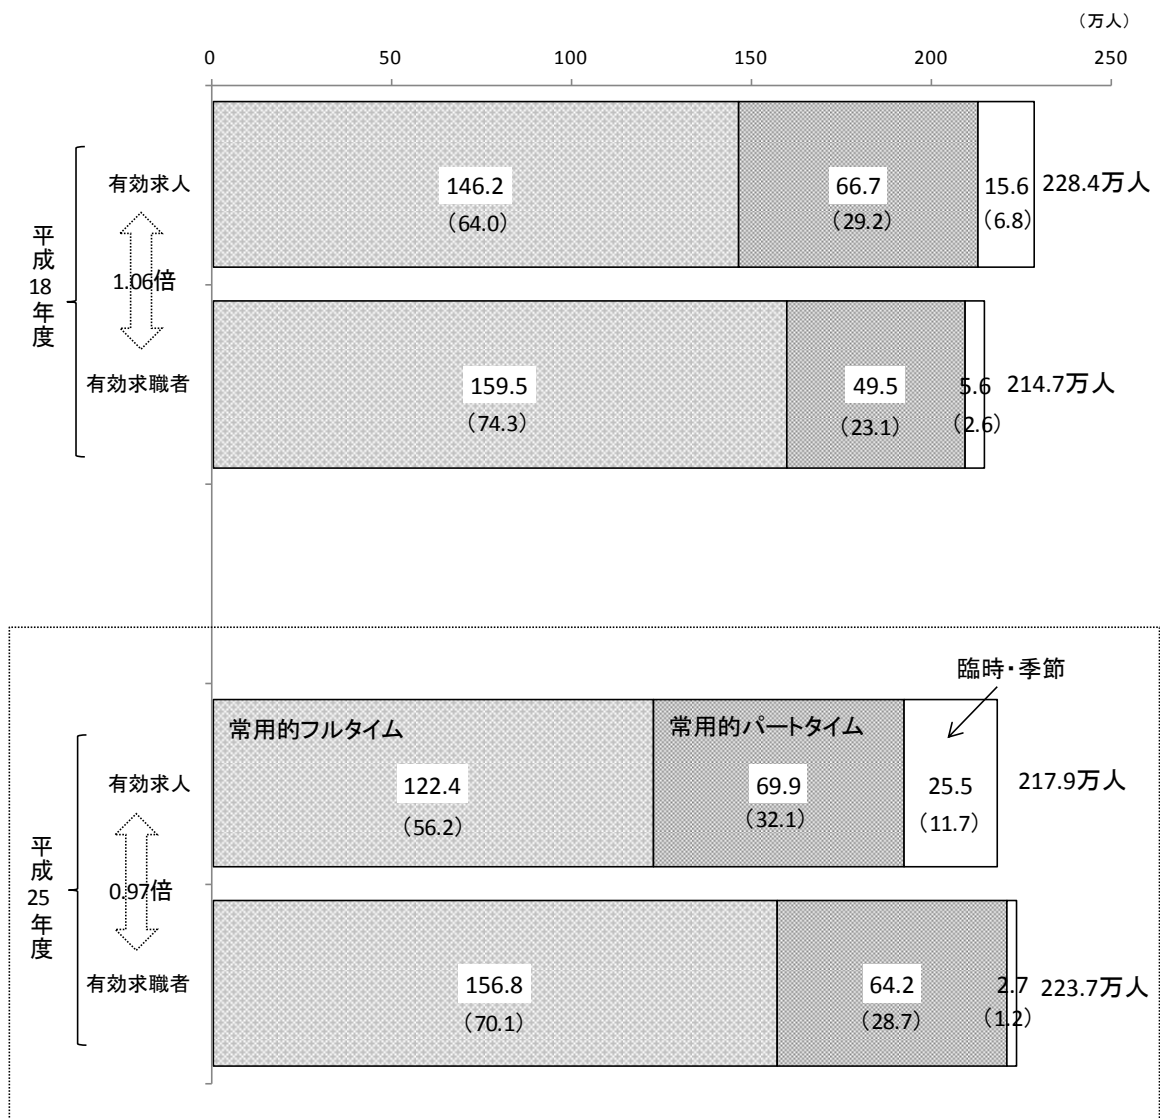 （万人）
0 50 100 150 200 250
平成18年度
有効求人
1.06倍
有効求職者
146.2 66.7 15.6 228.4万人
（64.0） （29.2） （6.8）
159.5 49.5 5.6 214.7万人
（74.3） （23.1） （2.6）
臨時・季節
平成25年度
有効求人
0.97倍
有効求職者
常用的フルタイム 常用的パートタイム
122.4 69.9 25.5 217.9万人
（56.2） （32.1） （11.7）
156.8 64.2 2.7 223.7万人
（70.1） （28.7） （1.2）